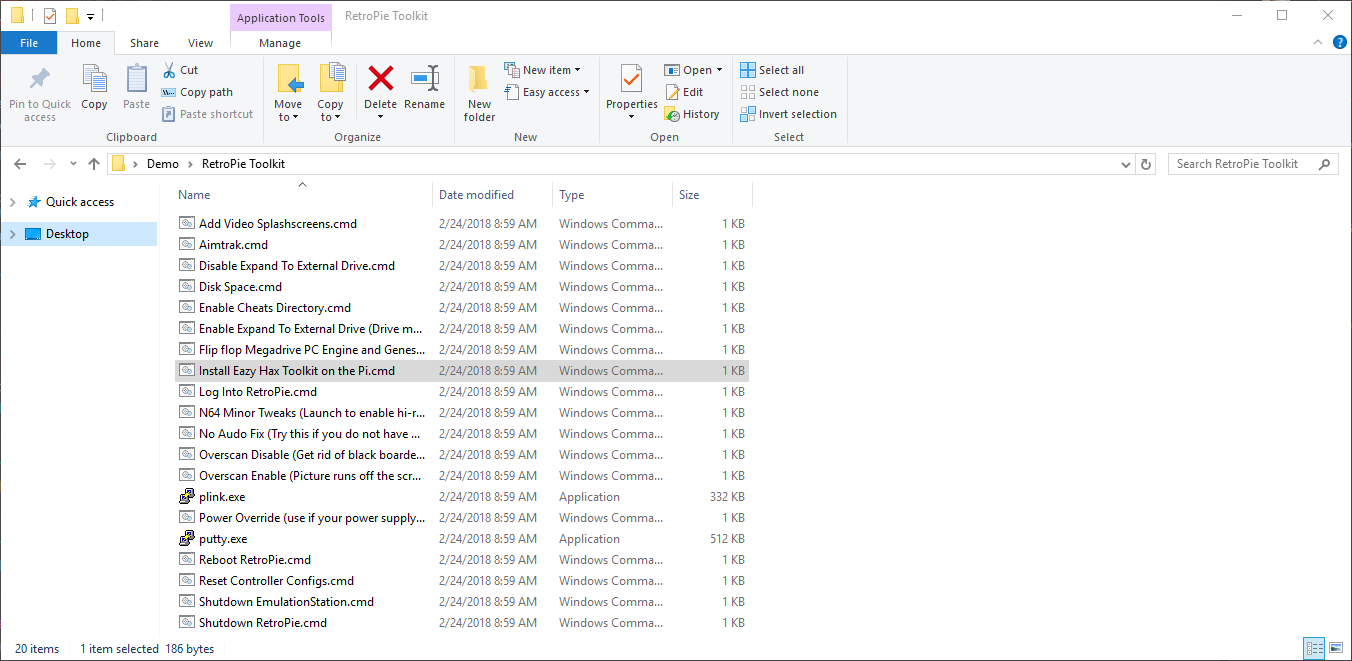 Application Tools RetroPie Toolkit
File Home Share View Manage
Pin to Quick access
Copy
Paste
Cut
Copy path
Paste shortcut
Clipboard
Move to
Copy to
Delete
Rename
Organize
New folder
New item
Easy access
New
Properties
Open
Edit
History
Open
Select all
Select none
Invert selection
Select
Demo RetroPie Toolkit Search RetroPie Toolkit
Quick access
Desktop
Name Date modified Type Size
Add Video Splashscreens.cmd 2/24/2018 8:59 AM Windows Comma... 1 KB
Aimtrak.cmd 2/24/2018 8:59 AM Windows Comma... 1 KB
Disable Expand To External Drive.cmd 2/24/2018 8:59 AM Windows Comma... 1 KB
Disk Space.cmd 2/24/2018 8:59 AM Windows Comma... 1 KB
Enable Cheats Directory.cmd 2/24/2018 8:59 AM Windows Comma... 1 KB
Enable Expand To External Drive (Drive m... 2/24/2018 8:59 AM Windows Comma... 1 KB
Flip flop Megadrive PC Engine and Genes... 2/24/2018 8:59 AM Windows Comma... 1 KB
Install Eazy Hax Toolkit on the Pi.cmd 2/24/2018 8:59 AM Windows Comma... 1 KB
Log Into RetroPie.cmd 2/24/2018 8:59 AM Windows Comma... 1 KB
N64 Minor Tweaks (Launch to enable hi-r... 2/24/2018 8:59 AM Windows Comma... 1 KB
No Audo Fix (Try this if you do not have ... 2/24/2018 8:59 AM Windows Comma... 1 KB
Overscan Disable (Get rid of black boarde... 2/24/2018 8:59 AM Windows Comma... 1 KB
Overscan Enable (Picture runs off the scr... 2/24/2018 8:59 AM Windows Comma... 1 KB
plink.exe 2/24/2018 8:59 AM Application 332 KB
Power Override (use if your power supply... 2/24/2018 8:59 AM Windows Comma... 1 KB
putty.exe 2/24/2018 8:59 AM Application 512 KB
Reboot RetroPie.cmd 2/24/2018 8:59 AM Windows Comma... 1 KB
Reset Controller Configs.cmd 2/24/2018 8:59 AM Windows Comma... 1 KB
Shutdown EmulationStation.cmd 2/24/2018 8:59 AM Windows Comma... 1 KB
Shutdown RetroPie.cmd 2/24/2018 8:59 AM Windows Comma... 1 KB
20 items 1 item selected 186 bytes